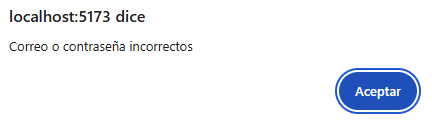 localhost:5173 dice
Correo o contraseña incorrectos
Aceptar